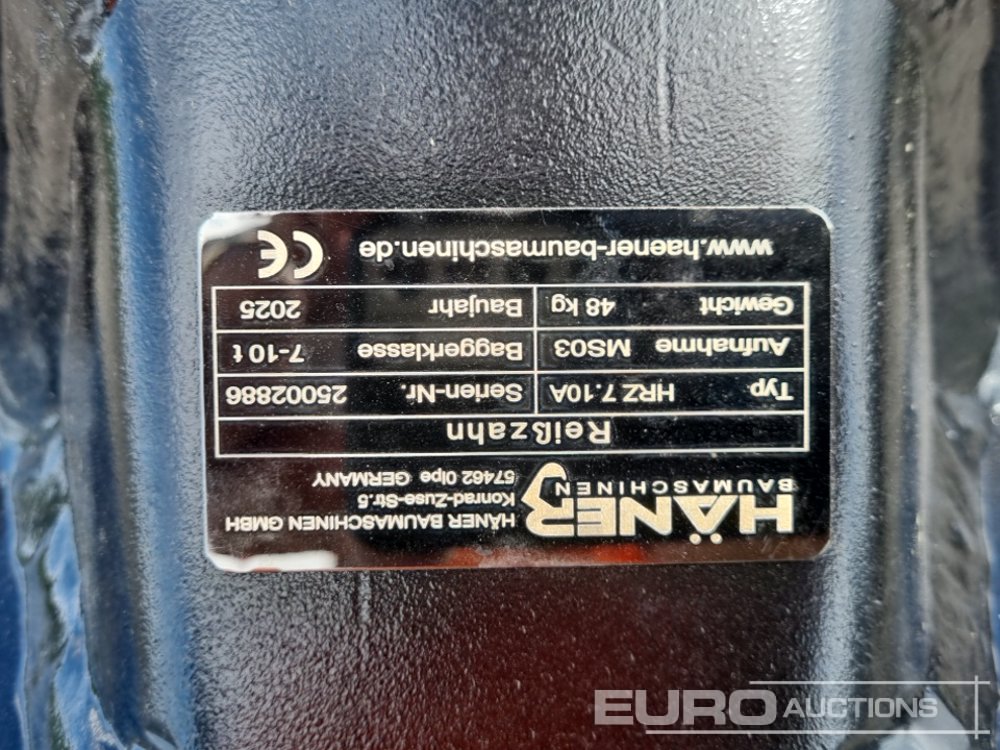 HÄNER
BAUMASCHINEN
HÄNER BAUMASCHINEN GMBH
Konrad-Zuse-Str.5
57462 Olpe GERMANY
Reißzahn
Typ HRZ 7.10A Serien-Nr. 25002886
Aufnahme MS03 Baggerklasse 7-10 t
Gewicht 48 kg Baujahr 2025
www.haener-baumaschinen.de CE
EURO AUCTIONS